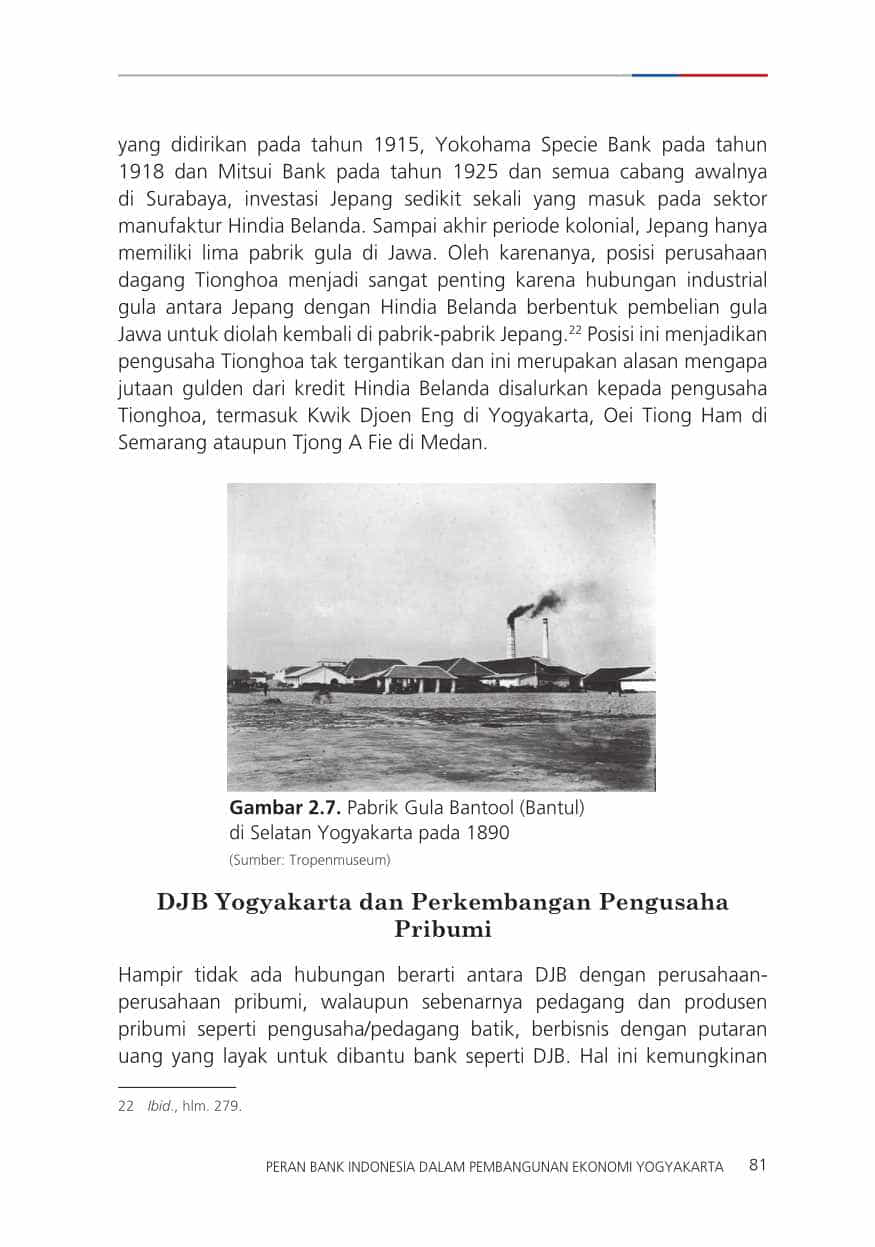 yang didirikan pada tahun 1915, Yokohama Specie Bank pada tahun
1918 dan Mitsui Bank pada tahun 1925 dan semua cabang awalnya
di Surabaya, investasi Jepang sedikit sekali yang masuk pada sektor
manufaktur Hindia Belanda. Sampai akhir periode kolonial, Jepang hanya
memiliki lima pabrik gula di Jawa. Oleh karenanya, posisi perusahaan
dagang Tionghoa menjadi sangat penting karena hubungan industrial
gula antara Jepang dengan Hindia Belanda berbentuk pembelian gula
Jawa untuk diolah kembali di pabrik-pabrik Jepang.22 Posisi ini menjadikan
pengusaha Tionghoa tak tergantikan dan ini merupakan alasan mengapa
jutaan gulden dari kredit Hindia Belanda disalurkan kepada pengusaha
Tionghoa, termasuk Kwik Djoen Eng di Yogyakarta, Oei Tiong Ham di
Semarang ataupun Tjong A Fie di Medan.
Gambar 2.7. Pabrik Gula Bantool (Bantul)
di Selatan Yogyakarta pada 1890
(Sumber: Tropenmuseum)
DJB Yogyakarta dan Perkembangan Pengusaha
Pribumi
Hampir tidak ada hubungan berarti antara DJB dengan perusahaan-
perusahaan pribumi, walaupun sebenarnya pedagang dan produsen
pribumi seperti pengusaha/pedagang batik, berbisnis dengan putaran
uang yang layak untuk dibantu bank seperti DJB. Hal ini kemungkinan
22 Ibid., hlm. 279.
PERAN BANK INDONESIA DALAM PEMBANGUNAN EKONOMI YOGYAKARTA 81